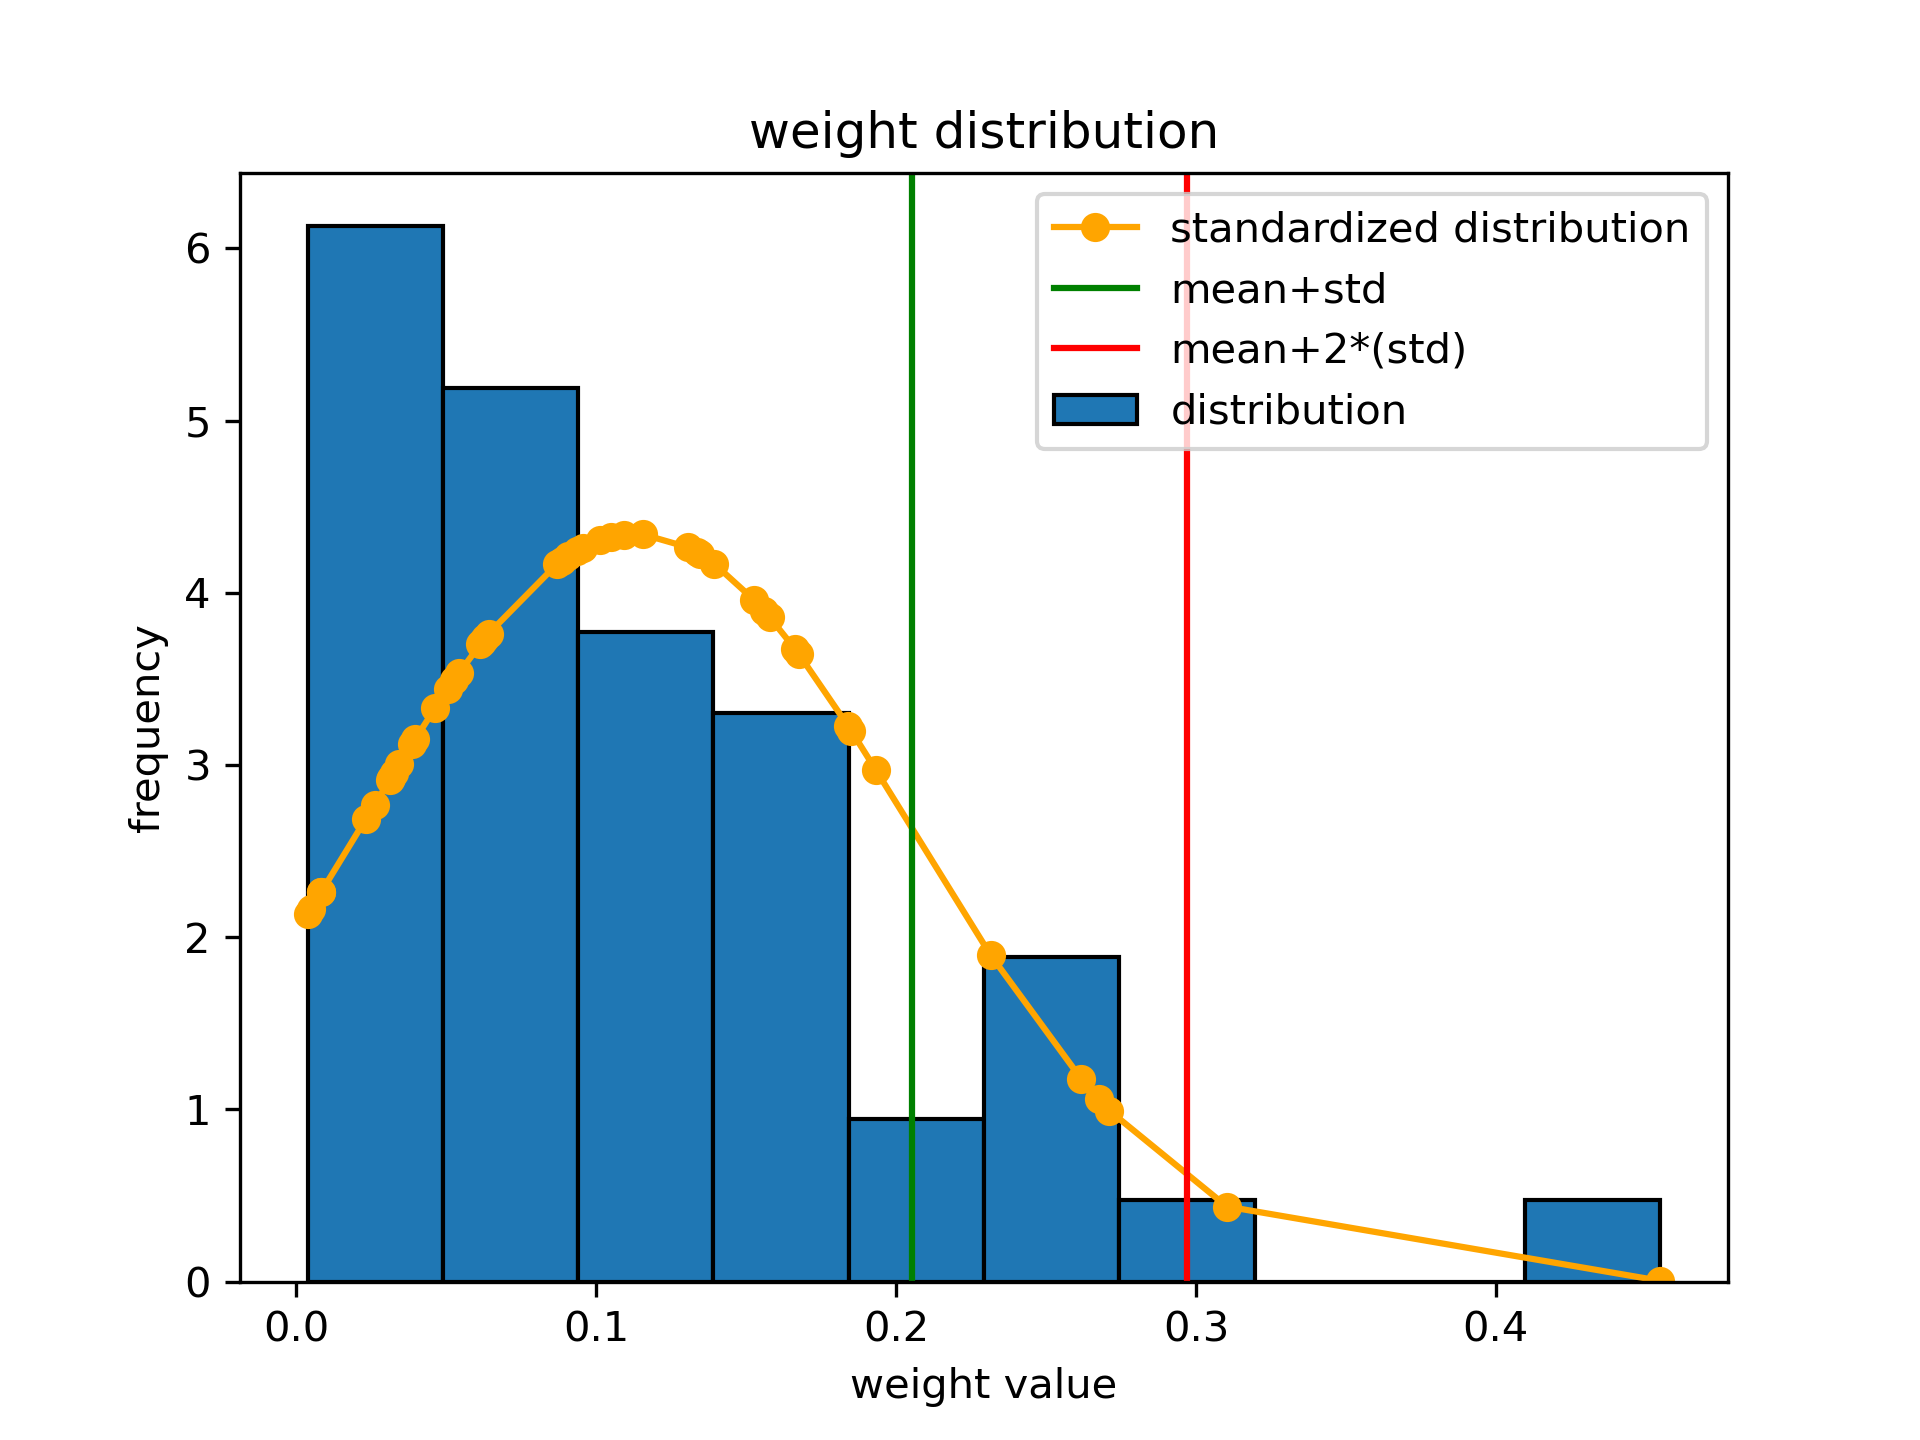 weight distribution
standardized distribution
mean+std
mean+2*(std)
distribution
frequency
6
5
4
3
2
1
0
0.0 0.1 0.2 0.3 0.4
weight value